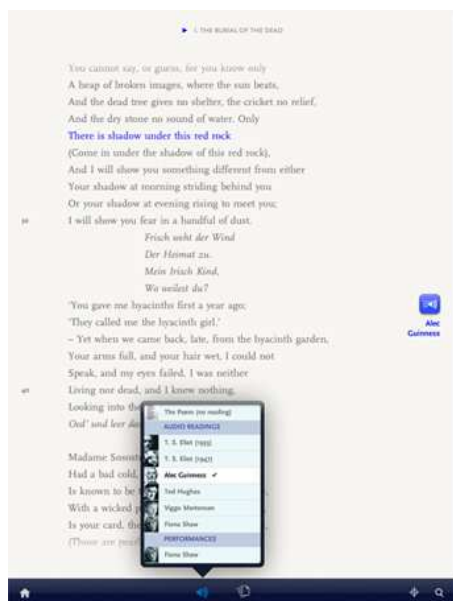 I. THE BURIAL OF THE DEAD
You cannot say, or guess, for you know only
A heap of broken images, where the sun beats,
And the dead tree gives no shelter, the cricket no relief,
And the dry stone no sound of water. Only
There is shadow under this red rock
(Come in under the shadow of this red rock),
And I will show you something different from either
Your shadow at morning striding behind you
Or your shadow at evening rising to meet you;
30 I will show you fear in a handful of dust.
Frisch weht der Wind
Der Heimat zu.
Mein Irisch Kind,
Wo weilest du?
'You gave me hyacinths first a year ago;
'They called me the hyacinth girl.'
– Yet when we came back, late, from the hyacinth garden,
Your arms full, and your hair wet, I could not
Speak, and my eyes failed, I was neither
40 Living nor dead, and I knew nothing,
Looking into the
Oed' und leer
Madame Sosostris
Had a bad cold,
Is known to be
With a wicked
Is your card, the
(Those are
Alec
Guinness
The Poem (no reading)
AUDIO READINGS
T. S. Eliot (1933)
T. S. Eliot (1947)
Alec Guinness ✓
Ted Hughes
Viggo Mortensen
Fiona Shaw
PERFORMANCES
Fiona Shaw